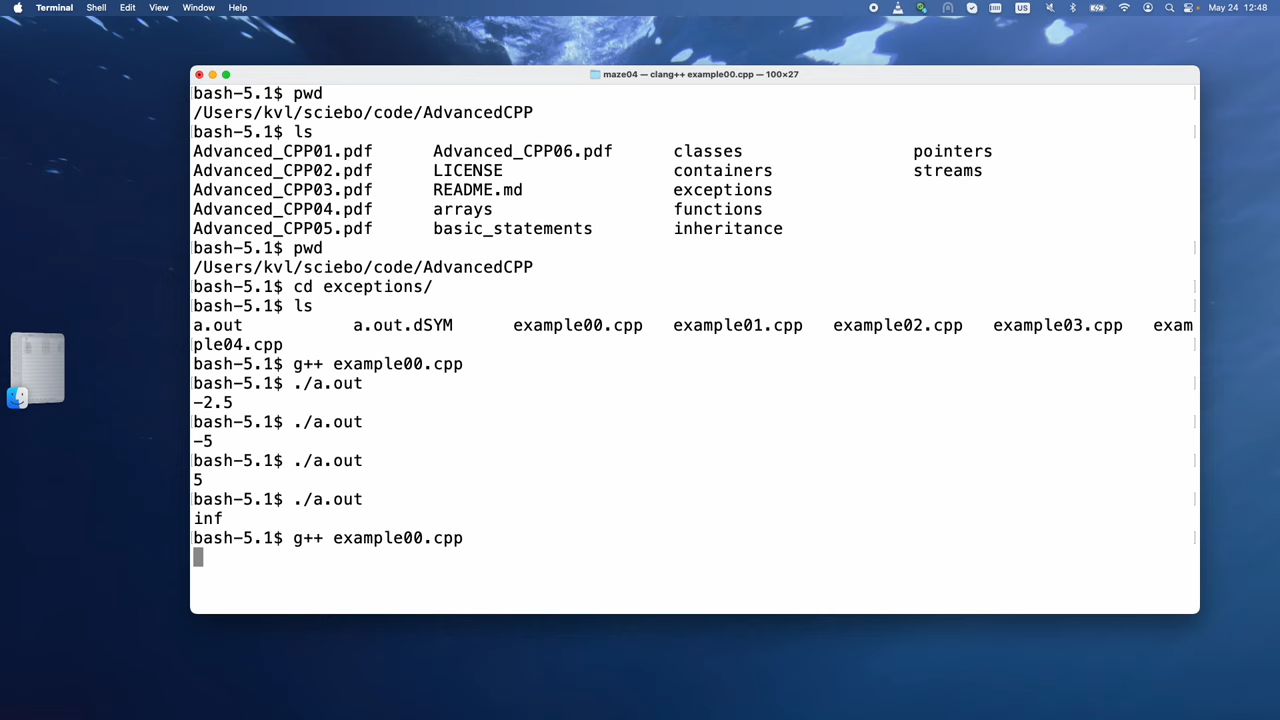 Terminal Shell Edit View Window Help US May 24 12:48
maze04 — clang++ example00.cpp — 100×27
bash-5.1$ pwd
/Users/kvl/sciebo/code/AdvancedCPP
bash-5.1$ ls
Advanced_CPP01.pdf Advanced_CPP06.pdf classes pointers
Advanced_CPP02.pdf LICENSE containers streams
Advanced_CPP03.pdf README.md exceptions
Advanced_CPP04.pdf arrays functions
Advanced_CPP05.pdf basic_statements inheritance
bash-5.1$ pwd
/Users/kvl/sciebo/code/AdvancedCPP
bash-5.1$ cd exceptions/
bash-5.1$ ls
a.out a.out.dSYM example00.cpp example01.cpp example02.cpp example03.cpp exam
ple04.cpp
bash-5.1$ g++ example00.cpp
bash-5.1$ ./a.out
-2.5
bash-5.1$ ./a.out
-5
bash-5.1$ ./a.out
5
bash-5.1$ ./a.out
inf
bash-5.1$ g++ example00.cpp